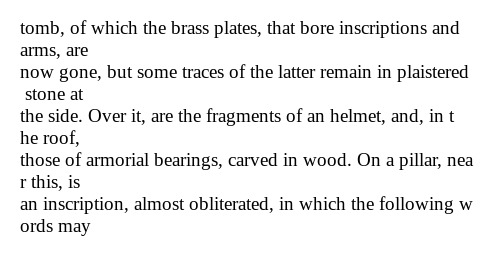 tomb, of which the brass plates, that bore inscriptions and
arms, are
now gone, but some traces of the latter remain in plaistered
stone at
the side. Over it, are the fragments of an helmet, and, in t
he roof,
those of armorial bearings, carved in wood. On a pillar, nea
r this, is
an inscription, almost obliterated, in which the following w
ords may